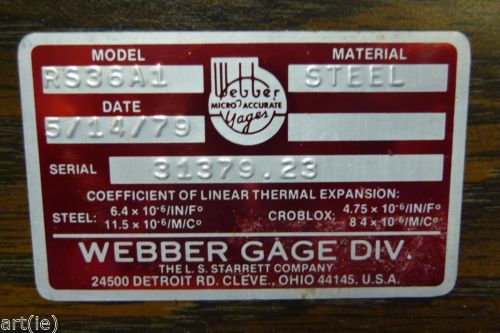 MODEL
RS36A1
Webber
MICRO ACCURATE
Gages
MATERIAL
STEEL
DATE
5/14/79
SERIAL 31379.23
COEFFICIENT OF LINEAR THERMAL EXPANSION:
STEEL: 6.4 × 10⁻⁶/IN/F° CROBLOX: 4.75 × 10⁻⁶/IN/F°
11.5 × 10⁻⁶/M/C° 8.4 × 10⁻⁶/M/C°
WEBBER GAGE DIV.
THE L. S. STARRETT COMPANY
24500 DETROIT RD. CLEVE., OHIO 44145. U.S.A.
art(ie)
art(ie)